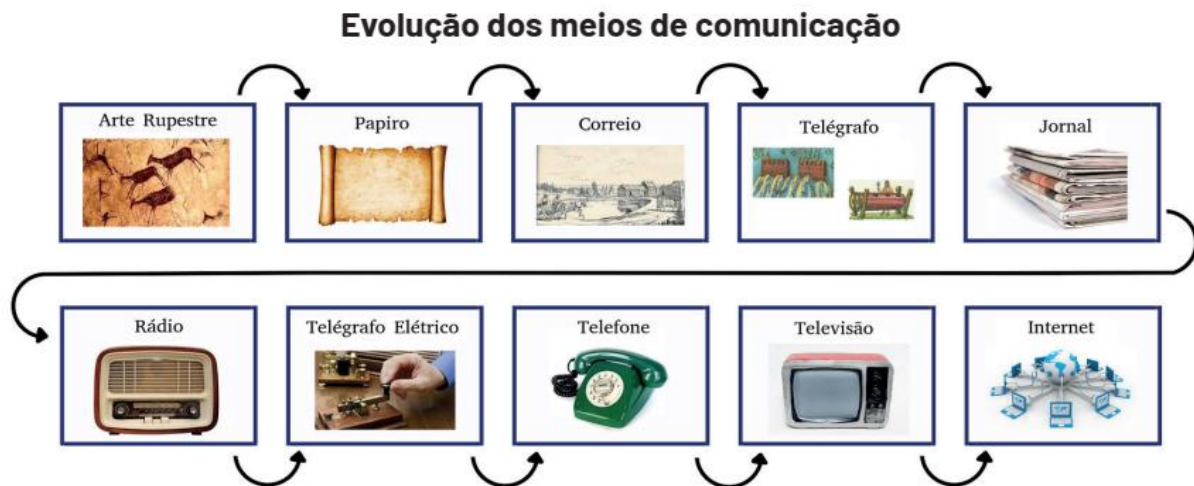 Evolução dos meios de comunicação
Arte Rupestre
Papiro
Correio
Telégrafo
Jornal
Rádio
Telégrafo Elétrico
Telefone
Televisão
Internet